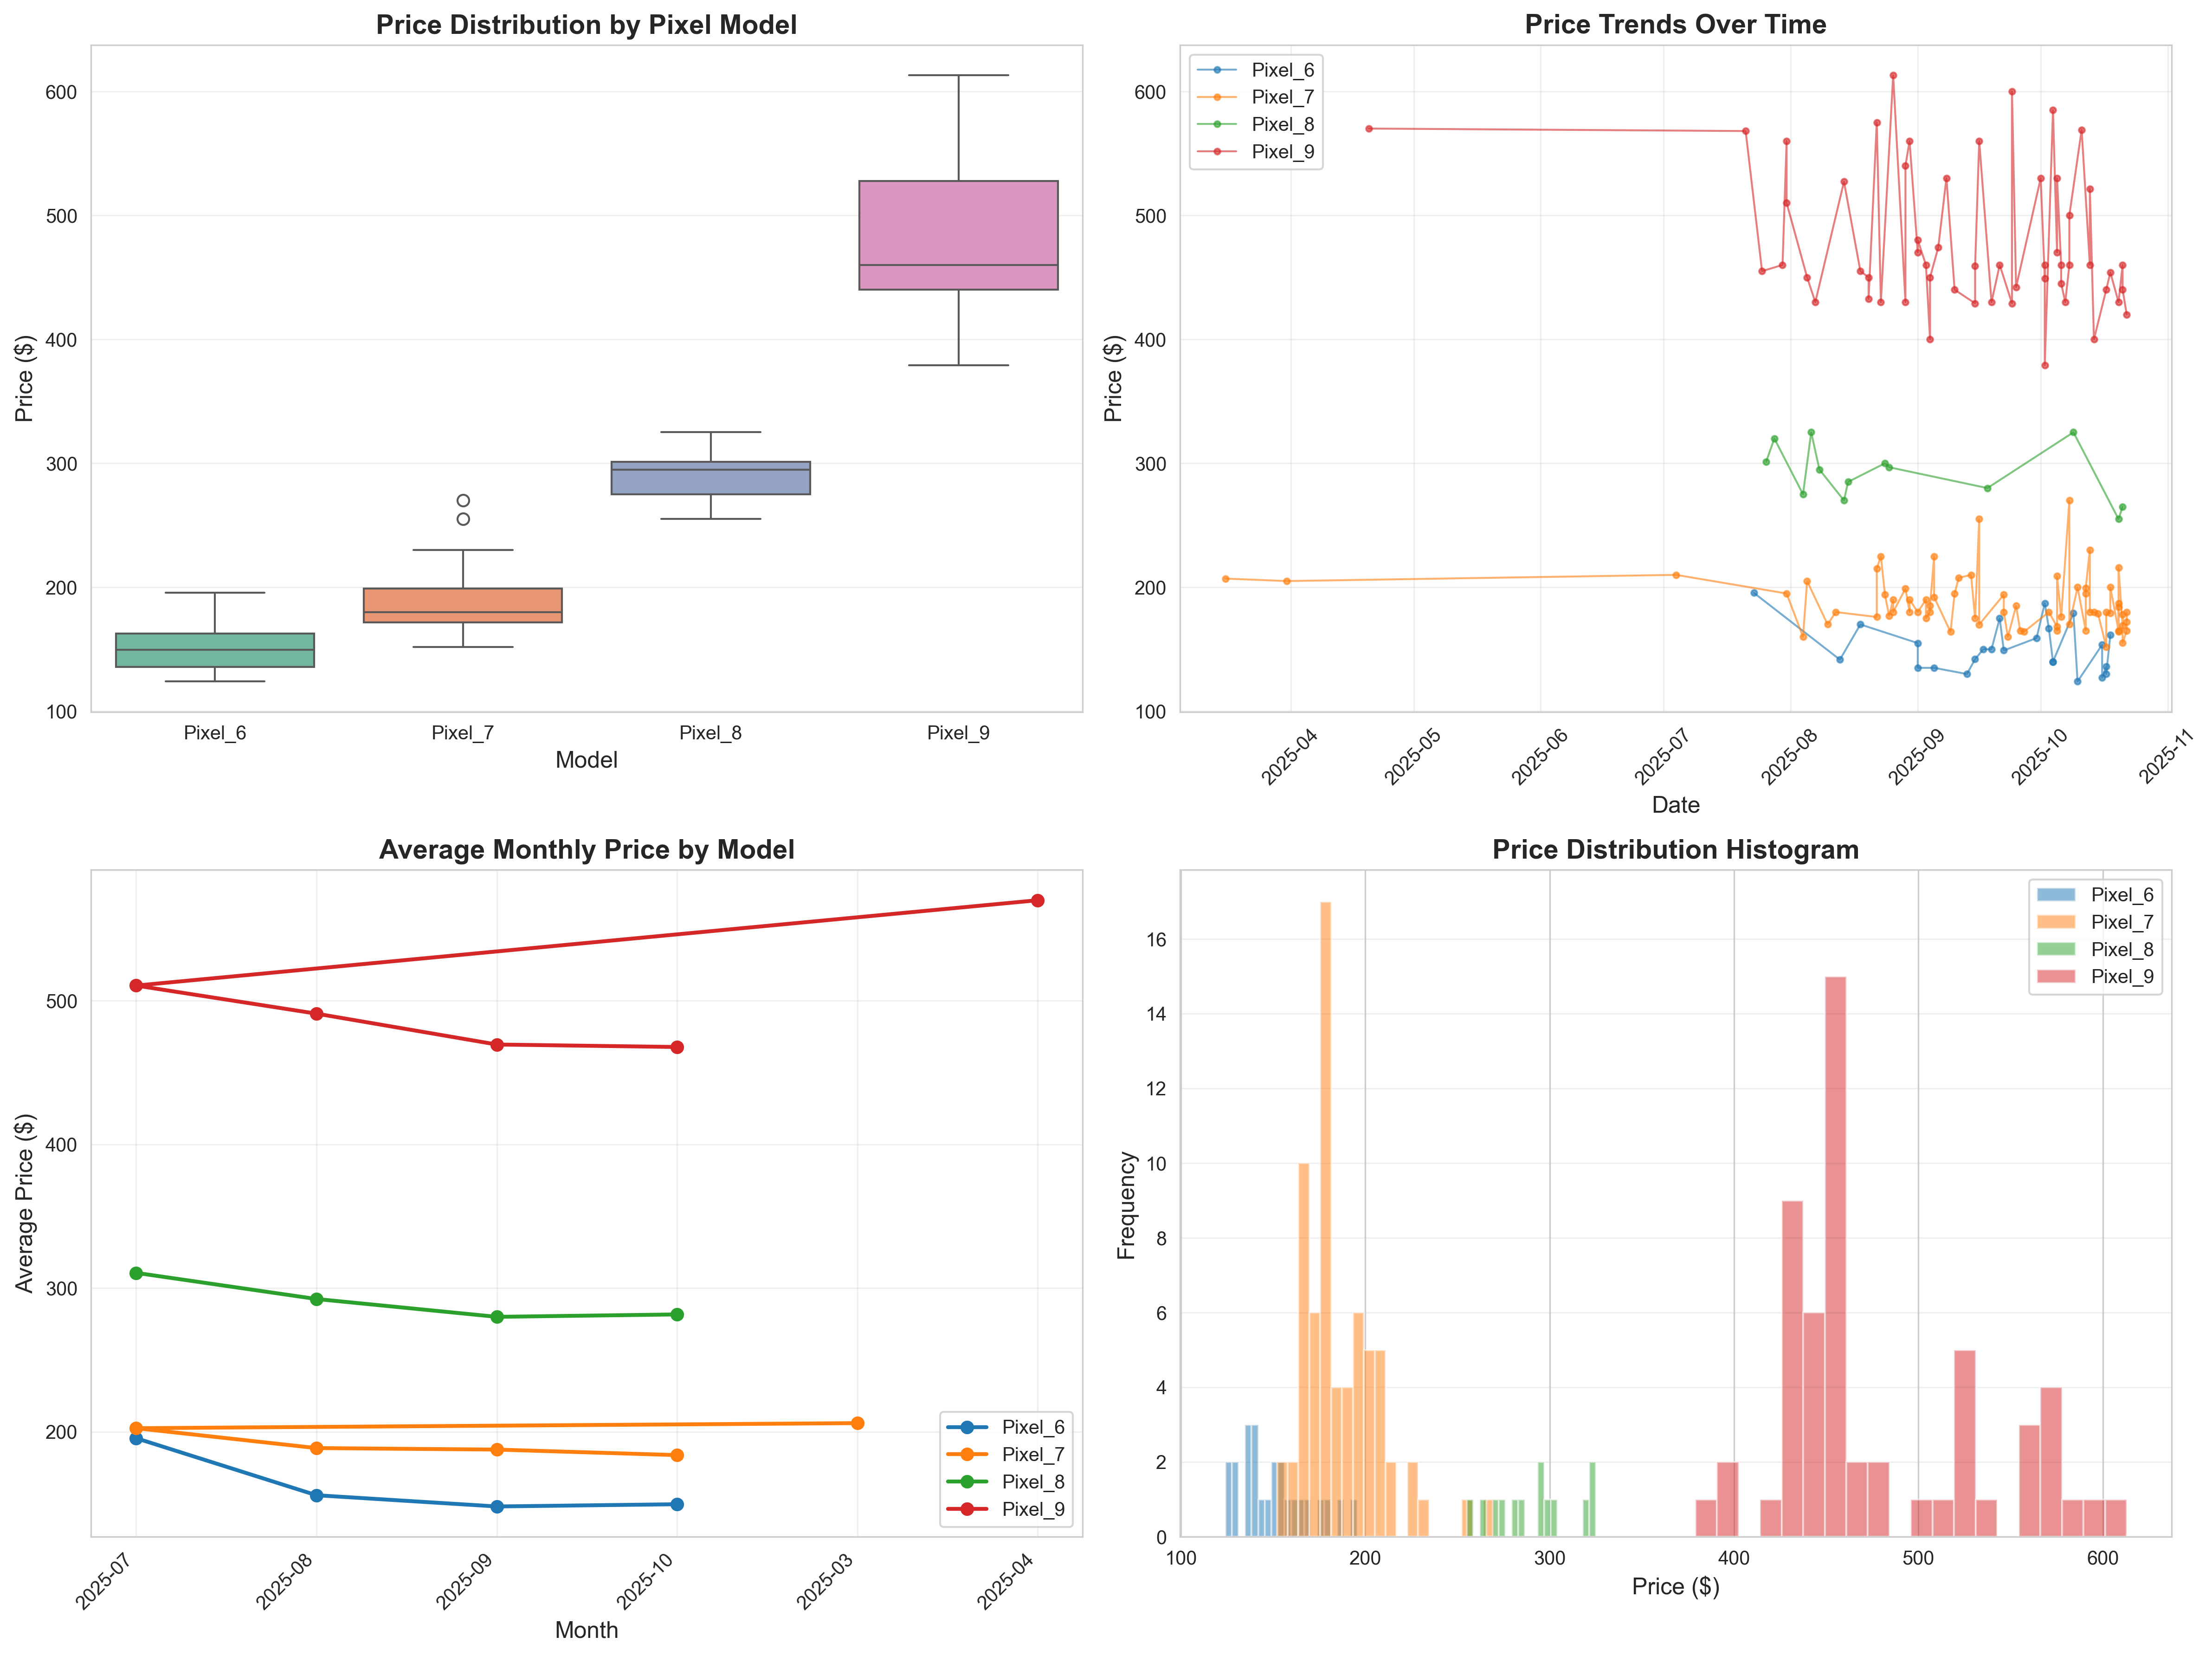 Price Distribution by Pixel Model
Price ($)
600
500
400
300
200
100
Pixel_6
Pixel_7
Pixel_8
Pixel_9
Model
Price Trends Over Time
Pixel_6
Pixel_7
Pixel_8
Pixel_9
Price ($)
600
500
400
300
200
100
2025-04
2025-05
2025-06
2025-07
2025-08
2025-09
2025-10
2025-11
Date
Average Monthly Price by Model
Average Price ($)
500
400
300
200
Pixel_6
Pixel_7
Pixel_8
Pixel_9
2025-07
2025-08
2025-09
2025-10
2025-03
2025-04
Month
Price Distribution Histogram
Pixel_6
Pixel_7
Pixel_8
Pixel_9
Frequency
16
14
12
10
8
6
4
2
0
100
200
300
400
500
600
Price ($)